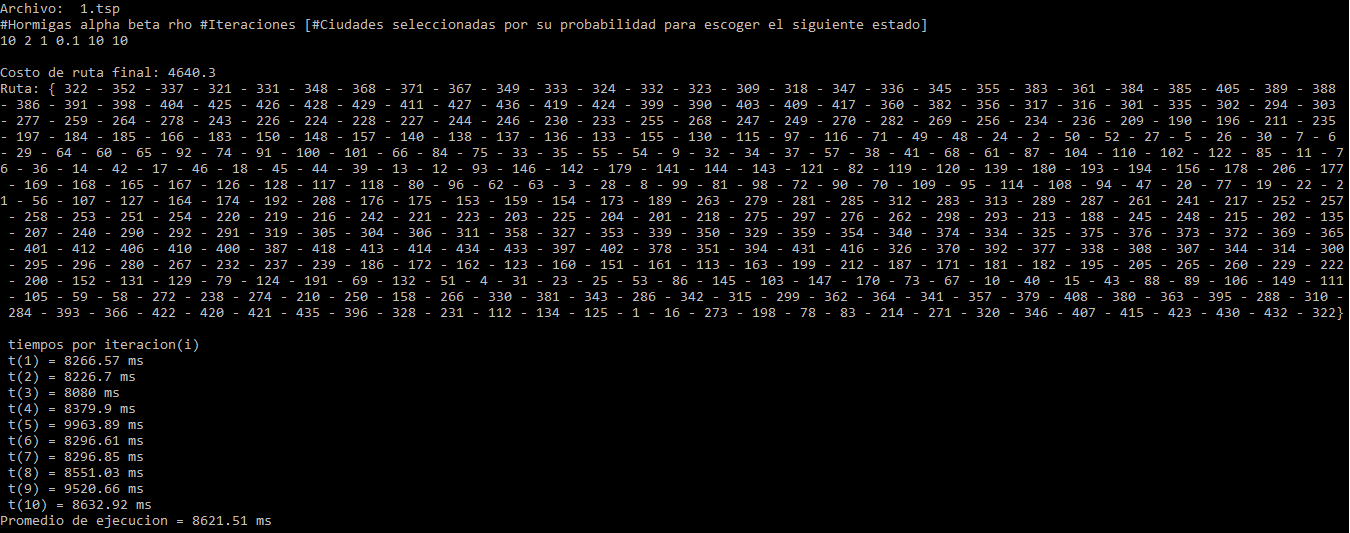 Archivo:  1.tsp
#Hormigas alpha beta rho #Iteraciones [#Ciudades seleccionadas por su probabilidad para escoger el siguiente estado]
10 2 1 0.1 10 10
Costo de ruta final: 4640.3
Ruta: { 322 - 352 - 337 - 321 - 331 - 348 - 368 - 371 - 367 - 349 - 333 - 324 - 332 - 323 - 309 - 318 - 347 - 336 - 345 - 355 - 383 - 361 - 384 - 385 - 405 - 389 - 388
- 386 - 391 - 398 - 404 - 425 - 426 - 428 - 429 - 411 - 427 - 436 - 419 - 424 - 399 - 390 - 403 - 409 - 417 - 360 - 382 - 356 - 317 - 316 - 301 - 335 - 302 - 294 - 303
- 277 - 259 - 264 - 278 - 243 - 226 - 224 - 228 - 227 - 244 - 246 - 230 - 233 - 255 - 268 - 247 - 249 - 270 - 282 - 269 - 256 - 234 - 236 - 209 - 190 - 196 - 211 - 235
- 197 - 184 - 185 - 166 - 183 - 150 - 148 - 157 - 140 - 138 - 137 - 136 - 133 - 155 - 130 - 115 - 97 - 116 - 71 - 49 - 48 - 24 - 2 - 50 - 52 - 27 - 5 - 26 - 30 - 7 - 6
- 29 - 64 - 60 - 65 - 92 - 74 - 91 - 100 - 101 - 66 - 84 - 75 - 33 - 35 - 55 - 54 - 9 - 32 - 34 - 37 - 57 - 38 - 41 - 68 - 61 - 87 - 104 - 110 - 102 - 122 - 85 - 11 - 7
6 - 36 - 14 - 42 - 17 - 46 - 18 - 45 - 44 - 39 - 13 - 12 - 93 - 146 - 142 - 179 - 141 - 144 - 143 - 121 - 82 - 119 - 120 - 139 - 180 - 193 - 194 - 156 - 178 - 206 - 177
- 169 - 168 - 165 - 167 - 126 - 128 - 117 - 118 - 80 - 96 - 62 - 63 - 3 - 28 - 8 - 99 - 81 - 98 - 72 - 90 - 70 - 109 - 95 - 114 - 108 - 94 - 47 - 20 - 77 - 19 - 22 - 2
1 - 56 - 107 - 127 - 164 - 174 - 192 - 208 - 176 - 175 - 153 - 159 - 154 - 173 - 189 - 263 - 279 - 281 - 285 - 312 - 283 - 313 - 289 - 287 - 261 - 241 - 217 - 252 - 257
- 258 - 253 - 251 - 254 - 220 - 219 - 216 - 242 - 221 - 223 - 203 - 225 - 204 - 201 - 218 - 275 - 297 - 276 - 262 - 298 - 293 - 213 - 188 - 245 - 248 - 215 - 202 - 135
- 207 - 240 - 290 - 292 - 291 - 319 - 305 - 304 - 306 - 311 - 358 - 327 - 353 - 339 - 350 - 329 - 359 - 354 - 340 - 374 - 334 - 325 - 375 - 376 - 373 - 372 - 369 - 365
- 401 - 412 - 406 - 410 - 400 - 387 - 418 - 413 - 414 - 434 - 433 - 397 - 402 - 378 - 351 - 394 - 431 - 416 - 326 - 370 - 392 - 377 - 338 - 308 - 307 - 344 - 314 - 300
- 295 - 296 - 280 - 267 - 232 - 237 - 239 - 186 - 172 - 162 - 123 - 160 - 151 - 161 - 113 - 163 - 199 - 212 - 187 - 171 - 181 - 182 - 195 - 205 - 265 - 260 - 229 - 222
- 200 - 152 - 131 - 129 - 79 - 124 - 191 - 69 - 132 - 51 - 4 - 31 - 23 - 25 - 53 - 86 - 145 - 103 - 147 - 170 - 73 - 67 - 10 - 40 - 15 - 43 - 88 - 89 - 106 - 149 - 111
- 105 - 59 - 58 - 272 - 238 - 274 - 210 - 250 - 158 - 266 - 330 - 381 - 343 - 286 - 342 - 315 - 299 - 362 - 364 - 341 - 357 - 379 - 408 - 380 - 363 - 395 - 288 - 310 -
284 - 393 - 366 - 422 - 420 - 421 - 435 - 396 - 328 - 231 - 112 - 134 - 125 - 1 - 16 - 273 - 198 - 78 - 83 - 214 - 271 - 320 - 346 - 407 - 415 - 423 - 430 - 432 - 322}
tiempos por iteracion(i)
t(1) = 8266.57 ms
t(2) = 8226.7 ms
t(3) = 8080 ms
t(4) = 8379.9 ms
t(5) = 9963.89 ms
t(6) = 8296.61 ms
t(7) = 8296.85 ms
t(8) = 8551.03 ms
t(9) = 9520.66 ms
t(10) = 8632.92 ms
Promedio de ejecucion = 8621.51 ms